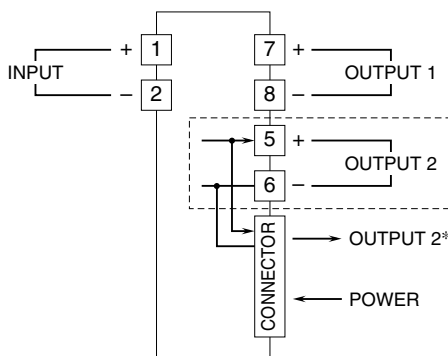 INPUT
+ 1
− 2
7 +
8 −
OUTPUT 1
5 +
6 −
OUTPUT 2
CONNECTOR
OUTPUT 2*
POWER